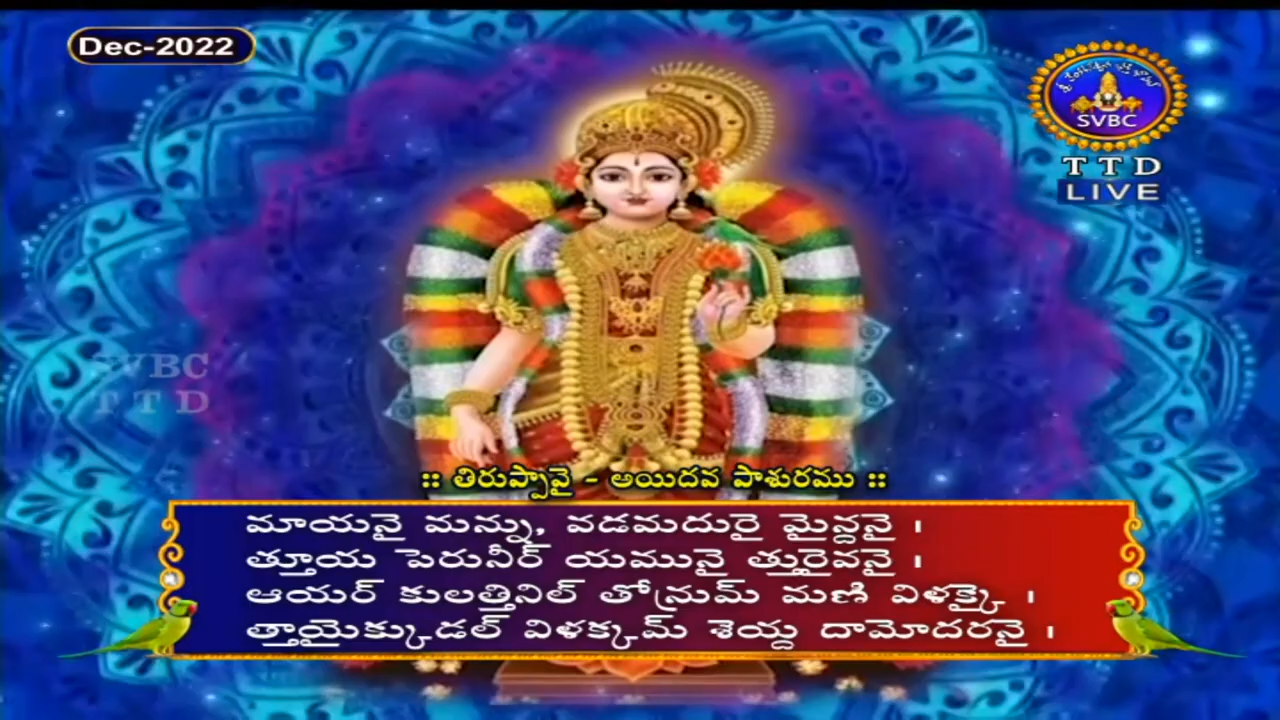 Dec-2022
SVBC
TTD
LIVE
SVBC
TTD
:: తిరుప్పావై - అయిదవ పాశురము ::
మాయనై మన్ను, వడమదురై మైన్దనై ।
త్తూయ పెరునీర్ యమునై త్తురైవనై ।
ఆయర్ కులత్తినిల్ తోన్రుమ్ మణి విళక్కై ।
త్తాయైక్కుడల్ విళక్కమ్ శెయ్ద దామోదరనై ।